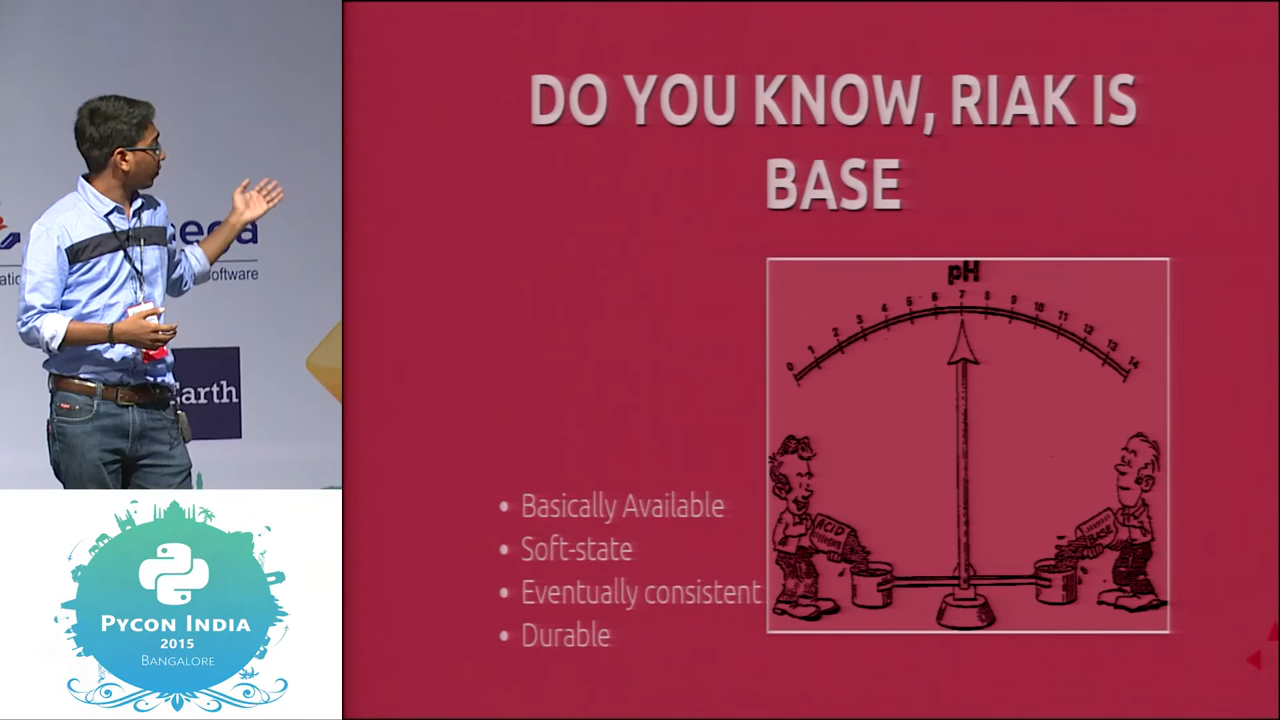 DO YOU KNOW, RIAK IS
BASE
pH
0 1 2 3 4 5 6 7 8 9 10 11 12 13 14
ACID
BASE
• Basically Available
• Soft-state
• Eventually consistent
• Durable
oftware
Earth
PYCON INDIA
2015
BANGALORE